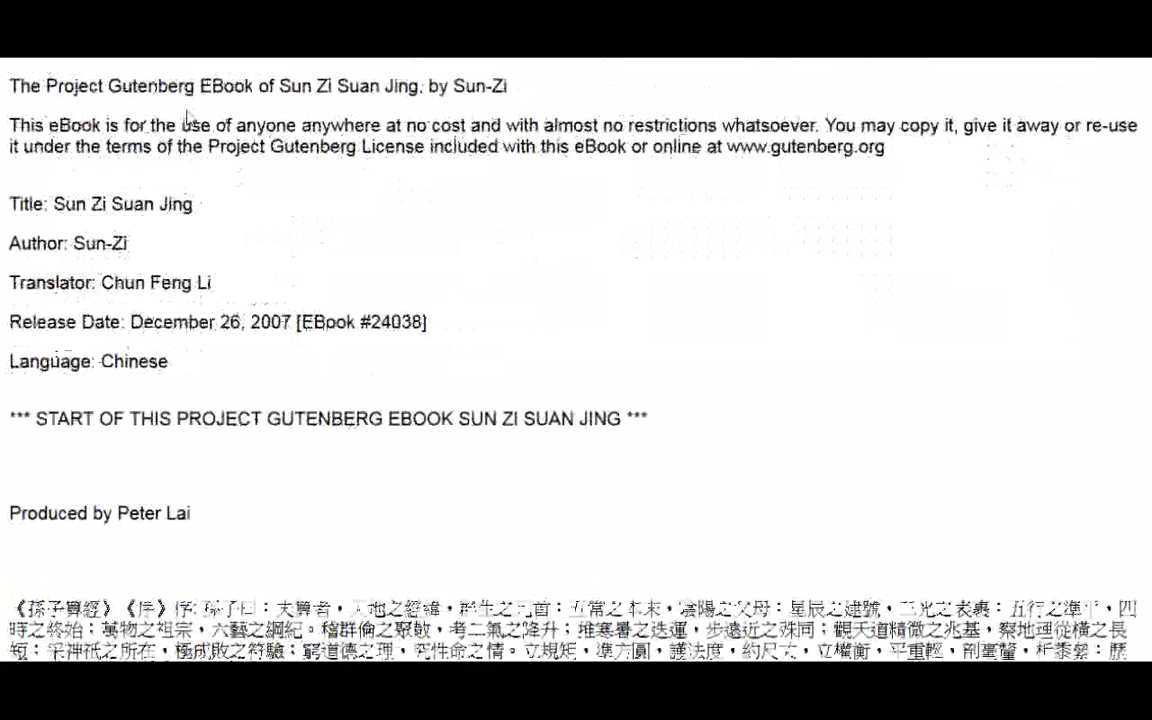 The Project Gutenberg EBook of Sun Zi Suan Jing, by Sun-Zi
This eBook is for the use of anyone anywhere at no cost and with almost no restrictions whatsoever. You may copy it, give it away or re-use
it under the terms of the Project Gutenberg License included with this eBook or online at www.gutenberg.org
Title: Sun Zi Suan Jing
Author: Sun-Zi
Translator: Chun Feng Li
Release Date: December 26, 2007 [EBook #24038]
Language: Chinese
*** START OF THIS PROJECT GUTENBERG EBOOK SUN ZI SUAN JING ***
Produced by Peter Lai
《孫子算經》《序》序：孫子曰：夫算者，天地之經緯，群生之元首；五常之本末，陰陽之父母；星辰之建號，三光之表裏；五行之準平，四
時之終始；萬物之祖宗，六藝之綱紀。稽群倫之聚散，考二氣之降升；推寒暑之迭運，步遠近之殊同；觀天道精微之兆基，察地理從橫之長
短；采神祇之所在，極成敗之符驗；窮道德之理，究性命之情。立規矩，準方圓，謹法度，約尺丈，立權衡，平重輕，剖毫釐，析黍絫；歷